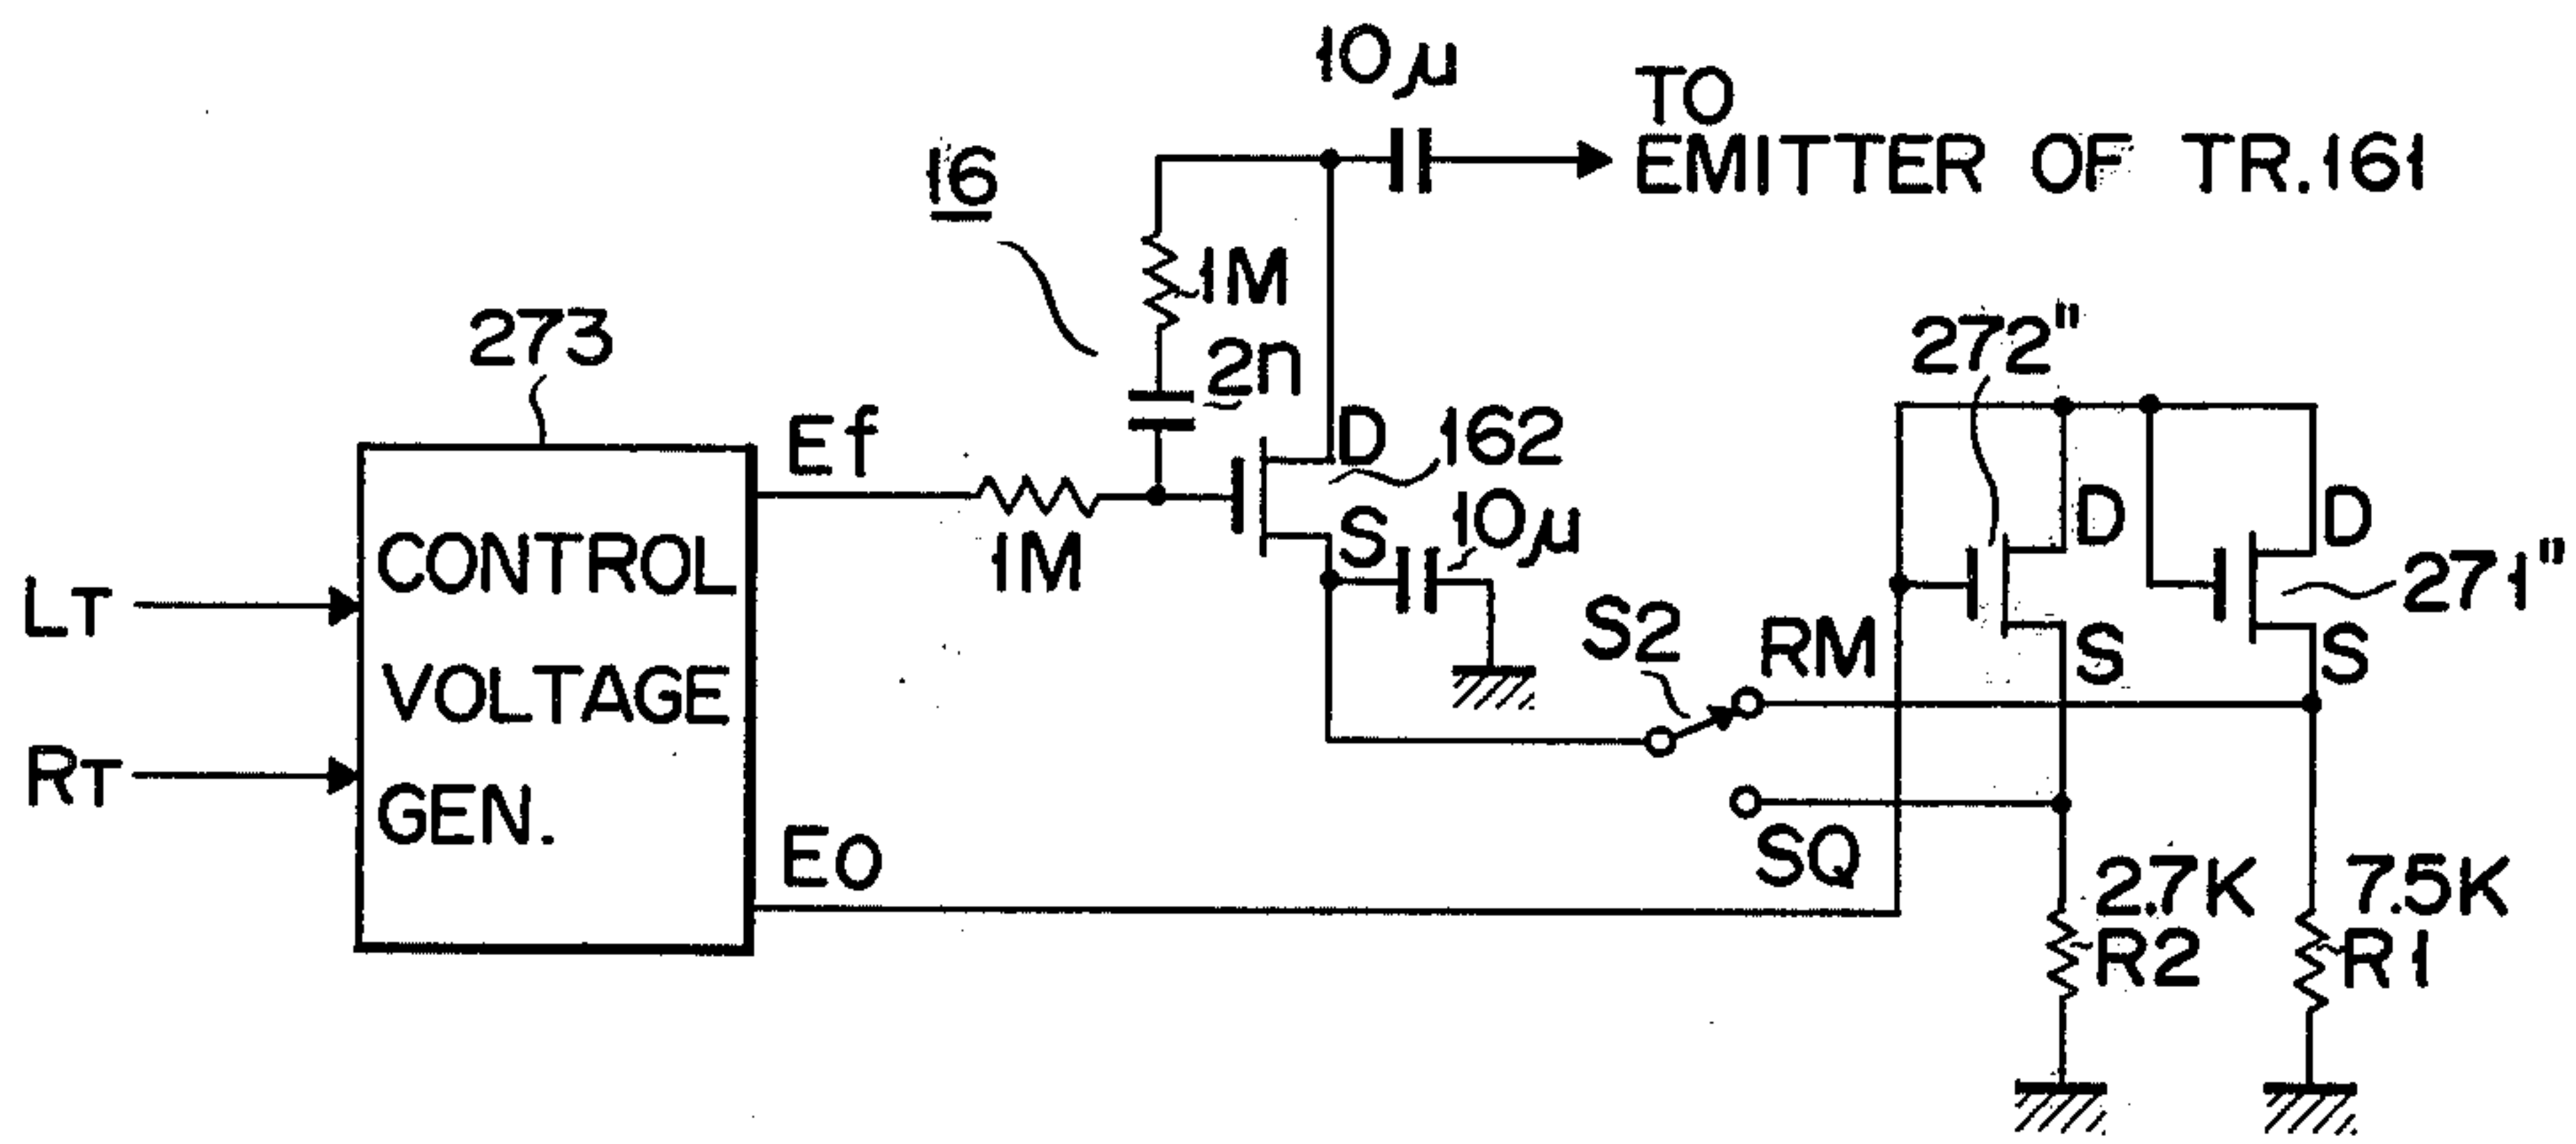 10μ
TO
EMITTER OF TR.161
16
1M
2n
273
Ef
D
162
S
10μ
1M
CONTROL
VOLTAGE
GEN.
LT
RT
EO
S2
RM
SQ
272"
D
S
D
271"
S
2.7K
R2
7.5K
R1